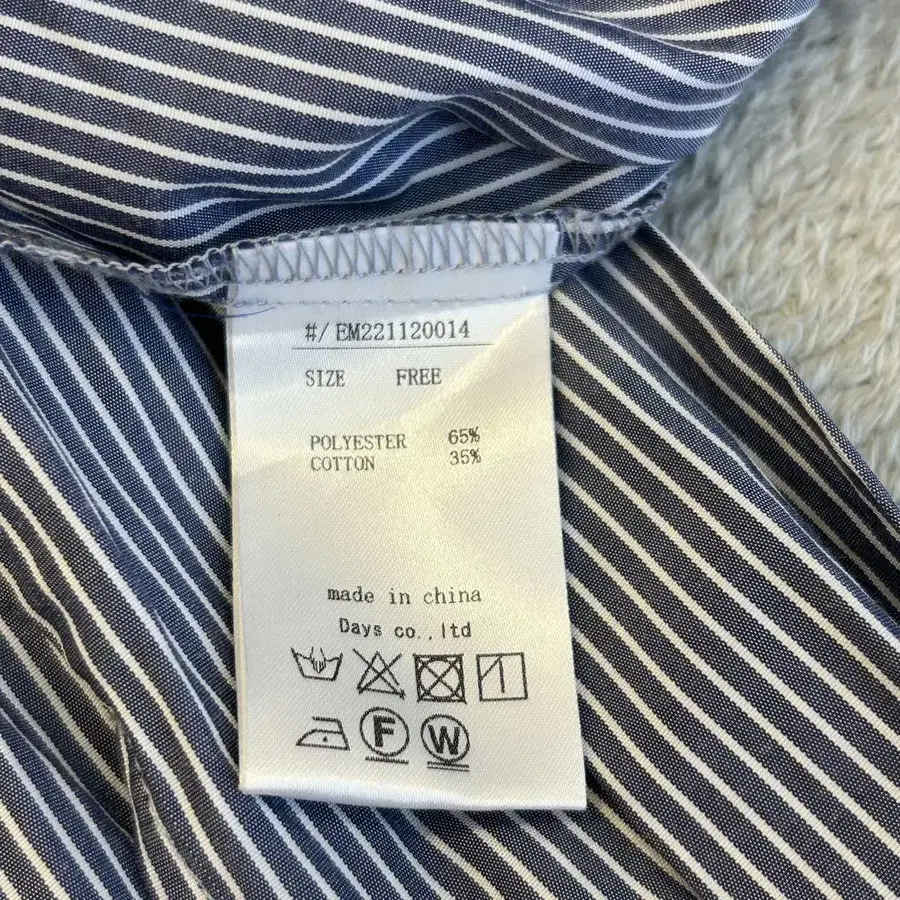 #/ EM221120014
SIZE FREE
POLYESTER 65%
COTTON 35%
made in china
Days co.,ltd
F W